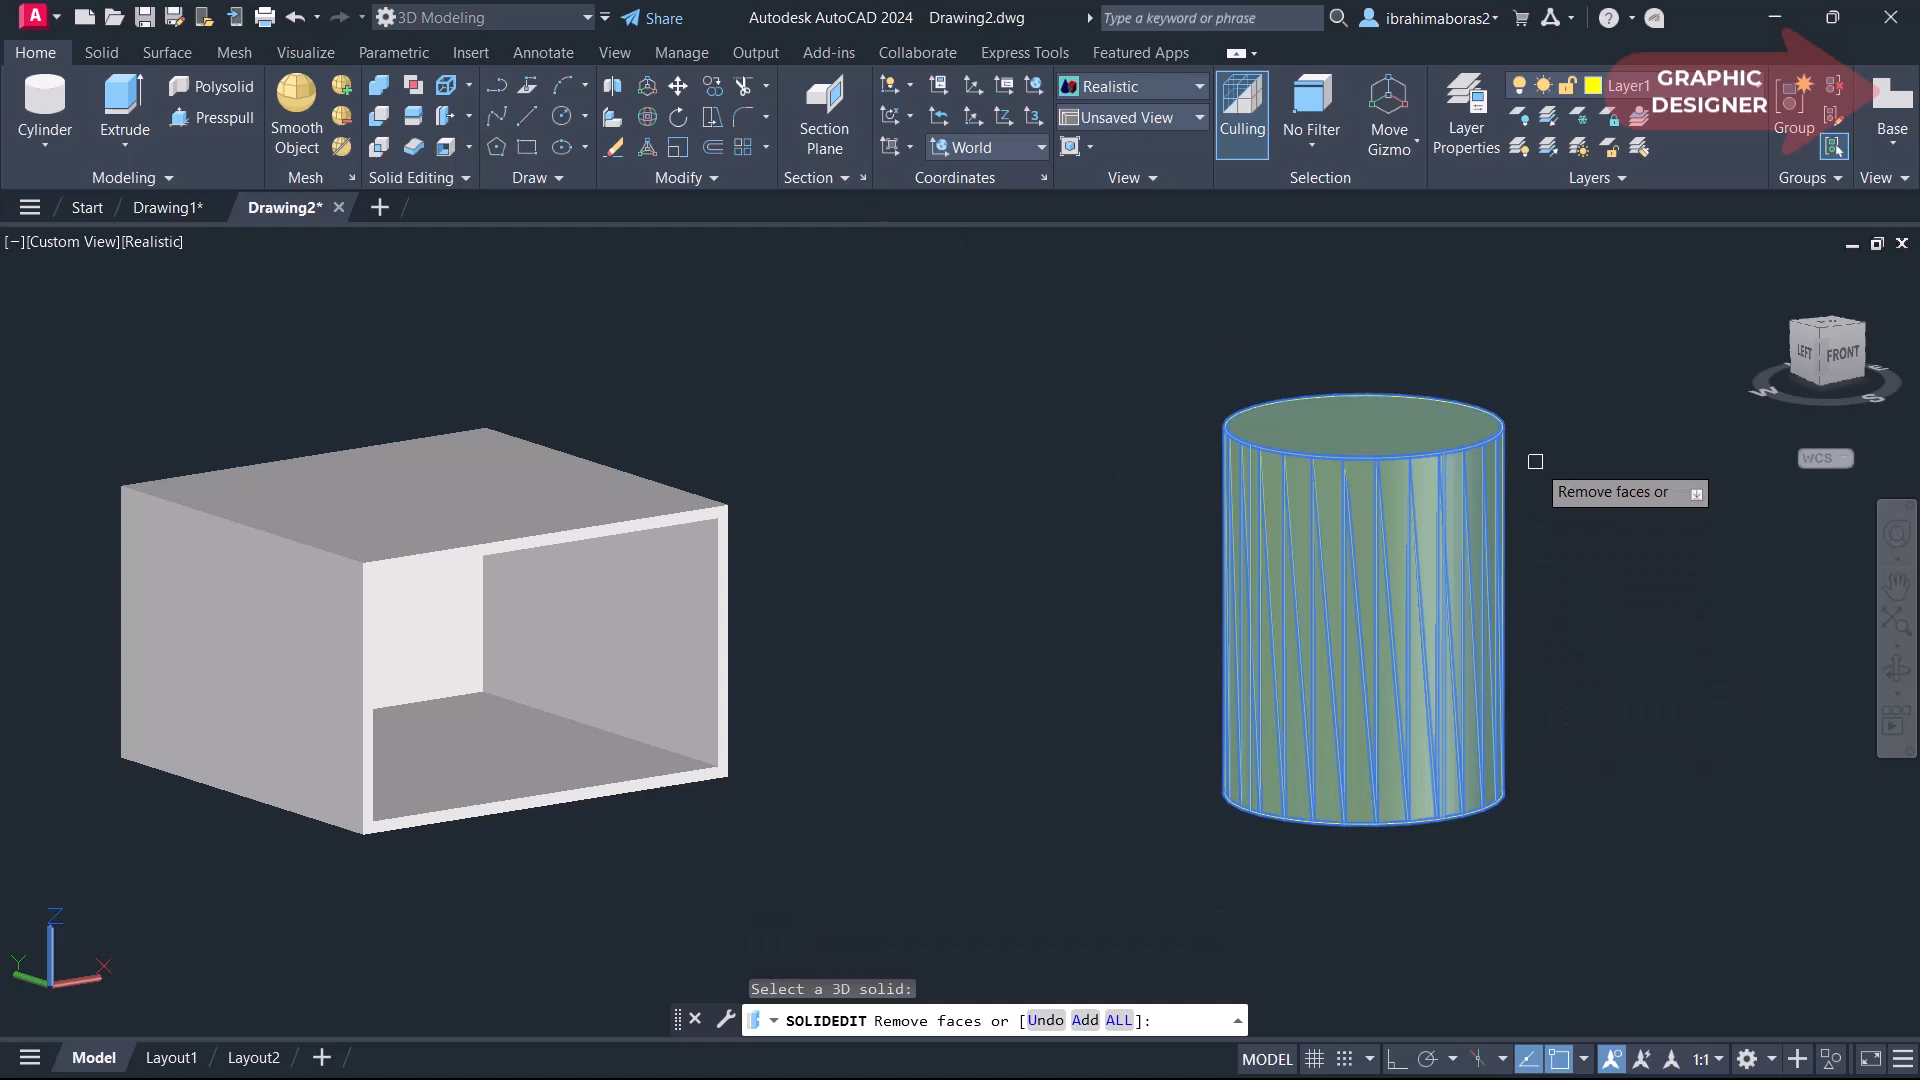 A
3D Modeling
Share
Autodesk AutoCAD 2024 Drawing2.dwg
Type a keyword or phrase
ibrahimaboras2
Home Solid Surface Mesh Visualize Parametric Insert Annotate View Manage Output Add-ins Collaborate Express Tools Featured Apps
Cylinder
Extrude
Polysolid
Presspull
Modeling
Smooth
Object
Mesh
Solid Editing
Draw
Modify
Section
Plane
Section
World
Coordinates
Realistic
Unsaved View
View
Culling
No Filter
Move
Gizmo
Selection
Layer
Properties
Layer1
Layers
GRAPHIC
DESIGNER
Group
Groups
Base
View
Start
Drawing1*
Drawing2*
[−][Custom View][Realistic]
LEFT
FRONT
W
S
WCS
Remove faces or
Z
Y
X
Select a 3D solid:
SOLIDEDIT Remove faces or [Undo Add ALL]:
Model Layout1 Layout2
MODEL
1:1